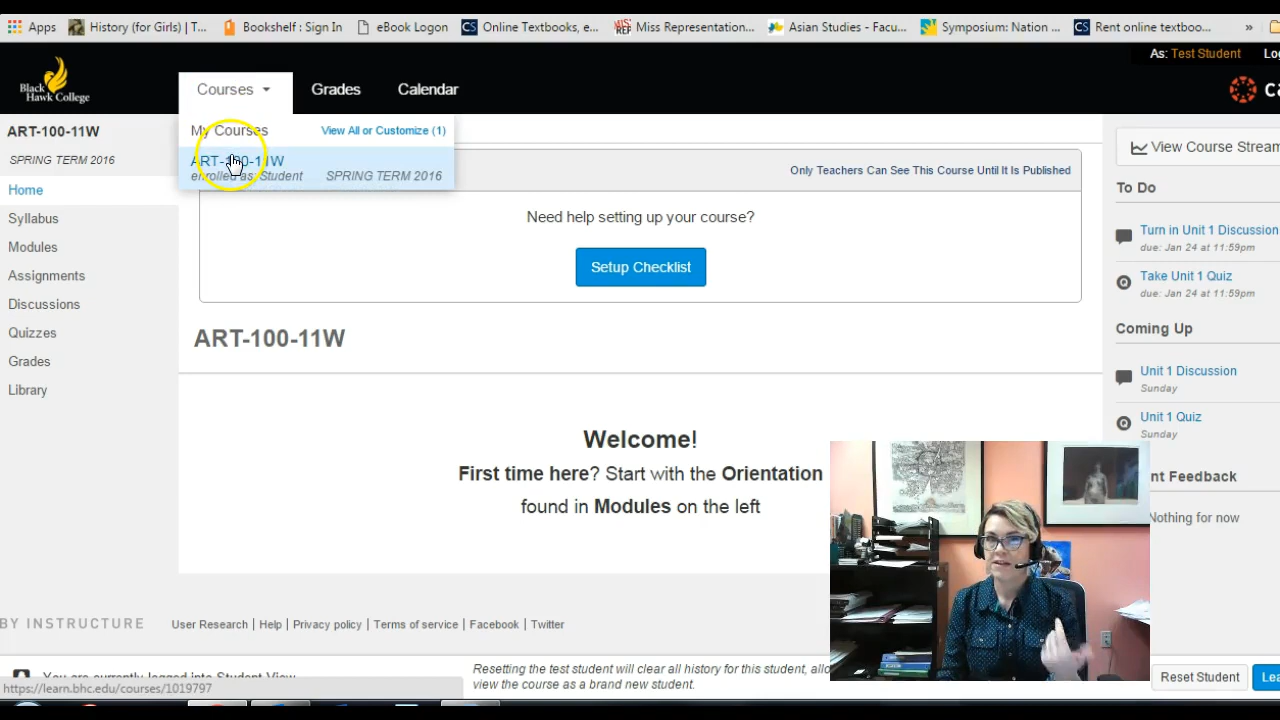 Apps
History (for Girls) | T...
Bookshelf : Sign In
eBook Logon
CS Online Textbooks, e...
MISS REP Miss Representation...
Asian Studies - Facu...
Symposium: Nation ...
CS Rent online textboo...
»
As: Test Student
Black Hawk College
Courses
Grades
Calendar
ART-100-11W
SPRING TERM 2016
Home
Syllabus
Modules
Assignments
Discussions
Quizzes
Grades
Library
My Courses
View All or Customize (1)
ART-100-11W
enrolled as: Student
SPRING TERM 2016
Only Teachers Can See This Course Until It Is Published
Need help setting up your course?
Setup Checklist
ART-100-11W
Welcome!
First time here? Start with the Orientation
found in Modules on the left
View Course Stream
To Do
Turn in Unit 1 Discussion
due: Jan 24 at 11:59pm
Take Unit 1 Quiz
due: Jan 24 at 11:59pm
Coming Up
Unit 1 Discussion
Sunday
Unit 1 Quiz
Sunday
nt Feedback
Nothing for now
BY INSTRUCTURE
User Research
Help
Privacy policy
Terms of service
Facebook
Twitter
You are currently logged into Student View
Resetting the test student will clear all history for this student,
view the course as a brand new student.
Reset Student
https://learn.bhc.edu/courses/1019797